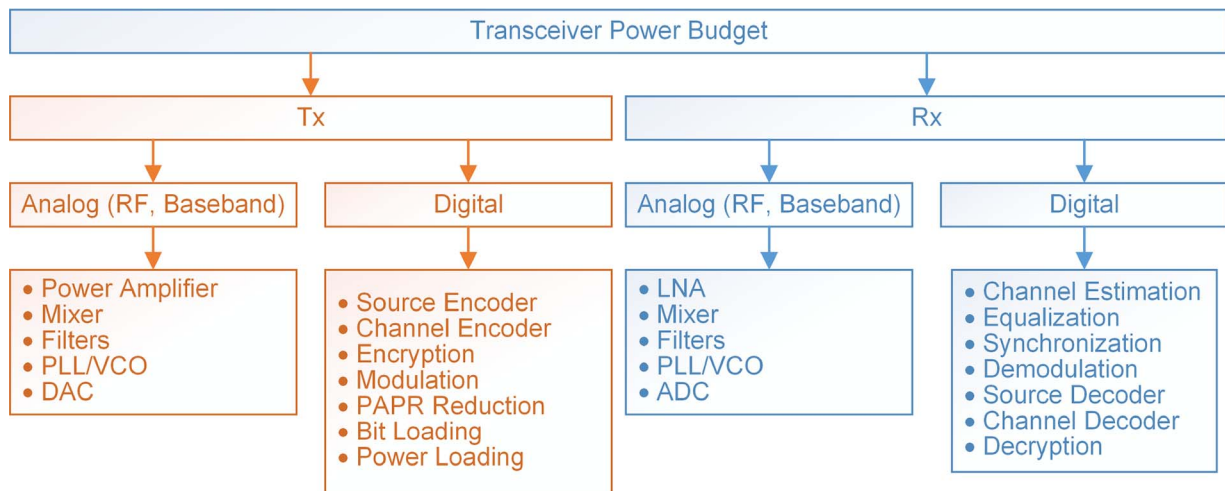 Transceiver Power Budget
Tx
Rx
Analog (RF, Baseband)
Digital
Analog (RF, Baseband)
Digital
• Power Amplifier
• Mixer
• Filters
• PLL/VCO
• DAC
• Source Encoder
• Channel Encoder
• Encryption
• Modulation
• PAPR Reduction
• Bit Loading
• Power Loading
• LNA
• Mixer
• Filters
• PLL/VCO
• ADC
• Channel Estimation
• Equalization
• Synchronization
• Demodulation
• Source Decoder
• Channel Decoder
• Decryption